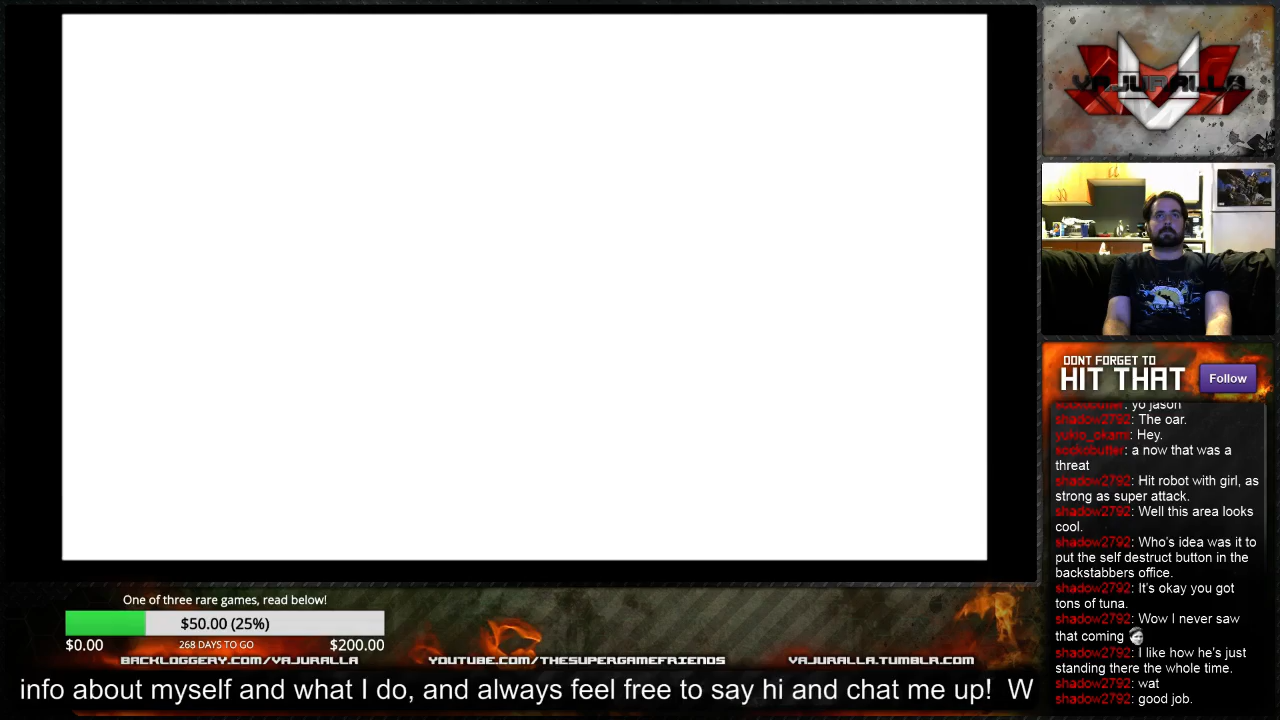 VAJURALLA
DONT FORGET TO
HIT THAT
Follow
sockobuffer: yo jason
shadow2792: The oar.
yukio_okami: Hey.
sockobuffer: a now that was a
threat
shadow2792: Hit robot with girl, as
strong as super attack.
shadow2792: Well this area looks
cool.
shadow2792: Who's idea was it to
put the self destruct button in the
backstabbers office.
shadow2792: It's okay you got
tons of tuna.
shadow2792: Wow I never saw
that coming
shadow2792: I like how he's just
standing there the whole time.
shadow2792: wat
shadow2792: good job.
One of three rare games, read below!
$50.00 (25%)
$0.00
268 DAYS TO GO
$200.00
BACKLOGGERY.COM/VAJURALLA
YOUTUBE.COM/THESUPERGAMEFRIENDS
VAJURALLA.TUMBLR.COM
info about myself and what I do, and always feel free to say hi and chat me up! W